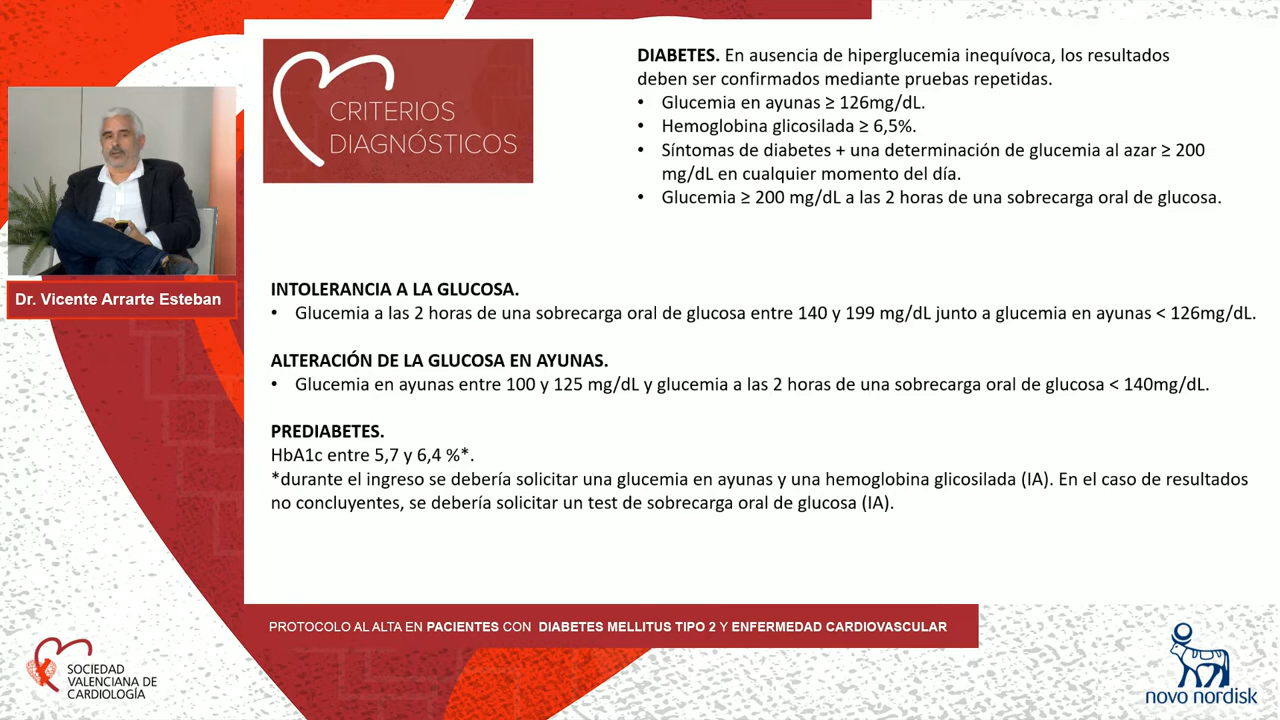 CRITERIOS
DIAGNÓSTICOS
DIABETES. En ausencia de hiperglucemia inequívoca, los resultados
deben ser confirmados mediante pruebas repetidas.
• Glucemia en ayunas ≥ 126mg/dL.
• Hemoglobina glicosilada ≥ 6,5%.
• Síntomas de diabetes + una determinación de glucemia al azar ≥ 200
mg/dL en cualquier momento del día.
• Glucemia ≥ 200 mg/dL a las 2 horas de una sobrecarga oral de glucosa.
Dr. Vicente Arrarte Esteban
INTOLERANCIA A LA GLUCOSA.
• Glucemia a las 2 horas de una sobrecarga oral de glucosa entre 140 y 199 mg/dL junto a glucemia en ayunas < 126mg/dL.
ALTERACIÓN DE LA GLUCOSA EN AYUNAS.
• Glucemia en ayunas entre 100 y 125 mg/dL y glucemia a las 2 horas de una sobrecarga oral de glucosa < 140mg/dL.
PREDIABETES.
HbA1c entre 5,7 y 6,4 %*.
*durante el ingreso se debería solicitar una glucemia en ayunas y una hemoglobina glicosilada (IA). En el caso de resultados
no concluyentes, se debería solicitar un test de sobrecarga oral de glucosa (IA).
PROTOCOLO AL ALTA EN PACIENTES CON DIABETES MELLITUS TIPO 2 Y ENFERMEDAD CARDIOVASCULAR
SOCIEDAD
VALENCIANA DE
CARDIOLOGÍA
novo nordisk